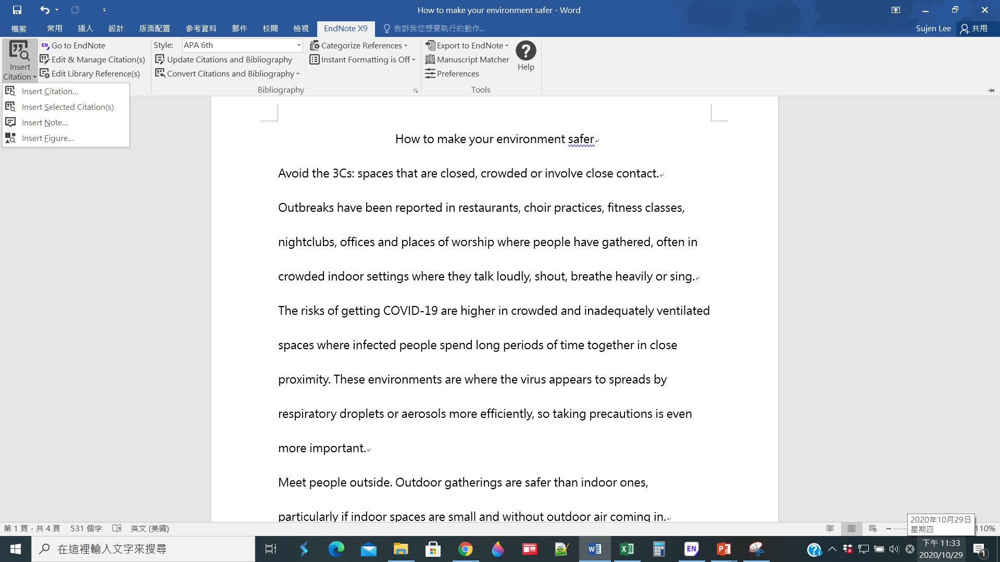 How to make your environment safer - Word
檔案 常用 插入 設計 版面配置 參考資料 郵件 校閱 檢視 EndNote X9 告訴我您想要執行的動作... Sujen Lee 共用
Insert Citation
Go to EndNote
Edit & Manage Citation(s)
Edit Library Reference(s)
Style: APA 6th
Update Citations and Bibliography
Convert Citations and Bibliography
Bibliography
Categorize References
Instant Formatting is Off
Export to EndNote
Manuscript Matcher
Preferences
Help
Tools
Insert Citation...
Insert Selected Citation(s)
Insert Note...
Insert Figure...
How to make your environment safer
Avoid the 3Cs: spaces that are closed, crowded or involve close contact.
Outbreaks have been reported in restaurants, choir practices, fitness classes,
nightclubs, offices and places of worship where people have gathered, often in
crowded indoor settings where they talk loudly, shout, breathe heavily or sing.
The risks of getting COVID-19 are higher in crowded and inadequately ventilated
spaces where infected people spend long periods of time together in close
proximity. These environments are where the virus appears to spreads by
respiratory droplets or aerosols more efficiently, so taking precautions is even
more important.
Meet people outside. Outdoor gatherings are safer than indoor ones,
particularly if indoor spaces are small and without outdoor air coming in.
第 1 頁，共 4 頁 531 個字 英文 (美國) 110%
2020年10月29日
星期四
在這裡輸入文字來搜尋
EN
下午 11:33
2020/10/29
1